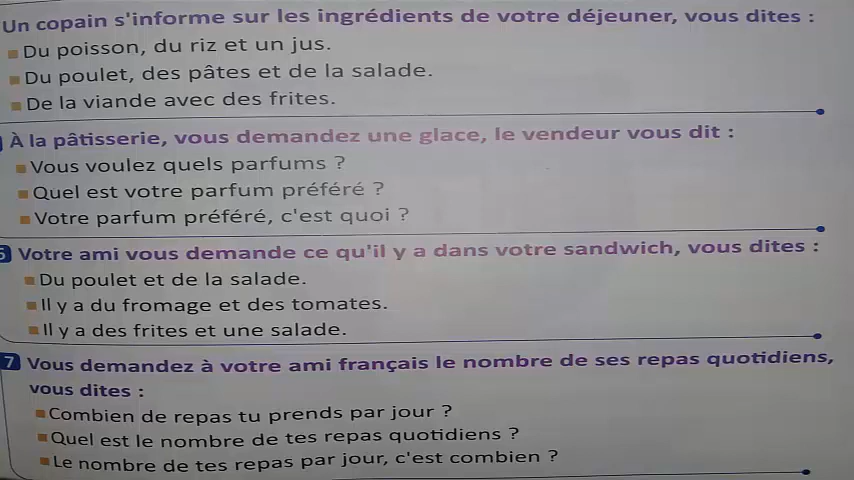 Un copain s'informe sur les ingrédients de votre déjeuner, vous dites :
Du poisson, du riz et un jus.
Du poulet, des pâtes et de la salade.
De la viande avec des frites.
À la pâtisserie, vous demandez une glace, le vendeur vous dit :
Vous voulez quels parfums ?
Quel est votre parfum préféré ?
Votre parfum préféré, c'est quoi ?
Votre ami vous demande ce qu'il y a dans votre sandwich, vous dites :
Du poulet et de la salade.
Il y a du fromage et des tomates.
Il y a des frites et une salade.
7 Vous demandez à votre ami français le nombre de ses repas quotidiens,
vous dites :
Combien de repas tu prends par jour ?
Quel est le nombre de tes repas quotidiens ?
Le nombre de tes repas par jour, c'est combien ?